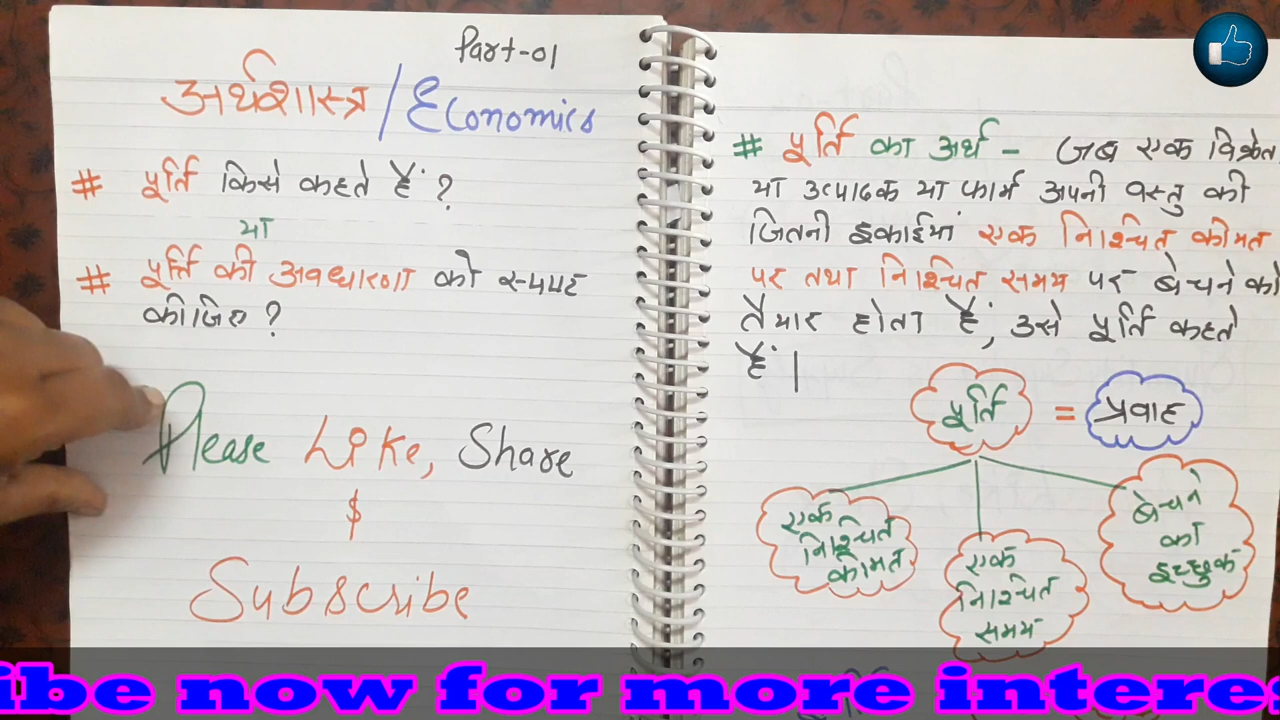 Part-01
अर्थशास्त्र / Economics
# पूर्ति किसे कहते हैं ?
या
# पूर्ति की अवधारणा को स्पष्ट
कीजिए ?
Please Like, Share
$
Subscribe
# पूर्ति का अर्थ - जब एक विक्रेता
या उत्पादक या फार्म अपनी वस्तु की
जितनी इकाईयां एक निश्चित कीमत
पर तथा निश्चित समय पर बेचने को
तैयार होता हैं, उसे पूर्ति कहते
हैं |
पूर्ति = प्रवाह
एक
निश्चित
कीमत
एक
निश्चित
समय
बेचने
का
इच्छुक
ibe now for more interes